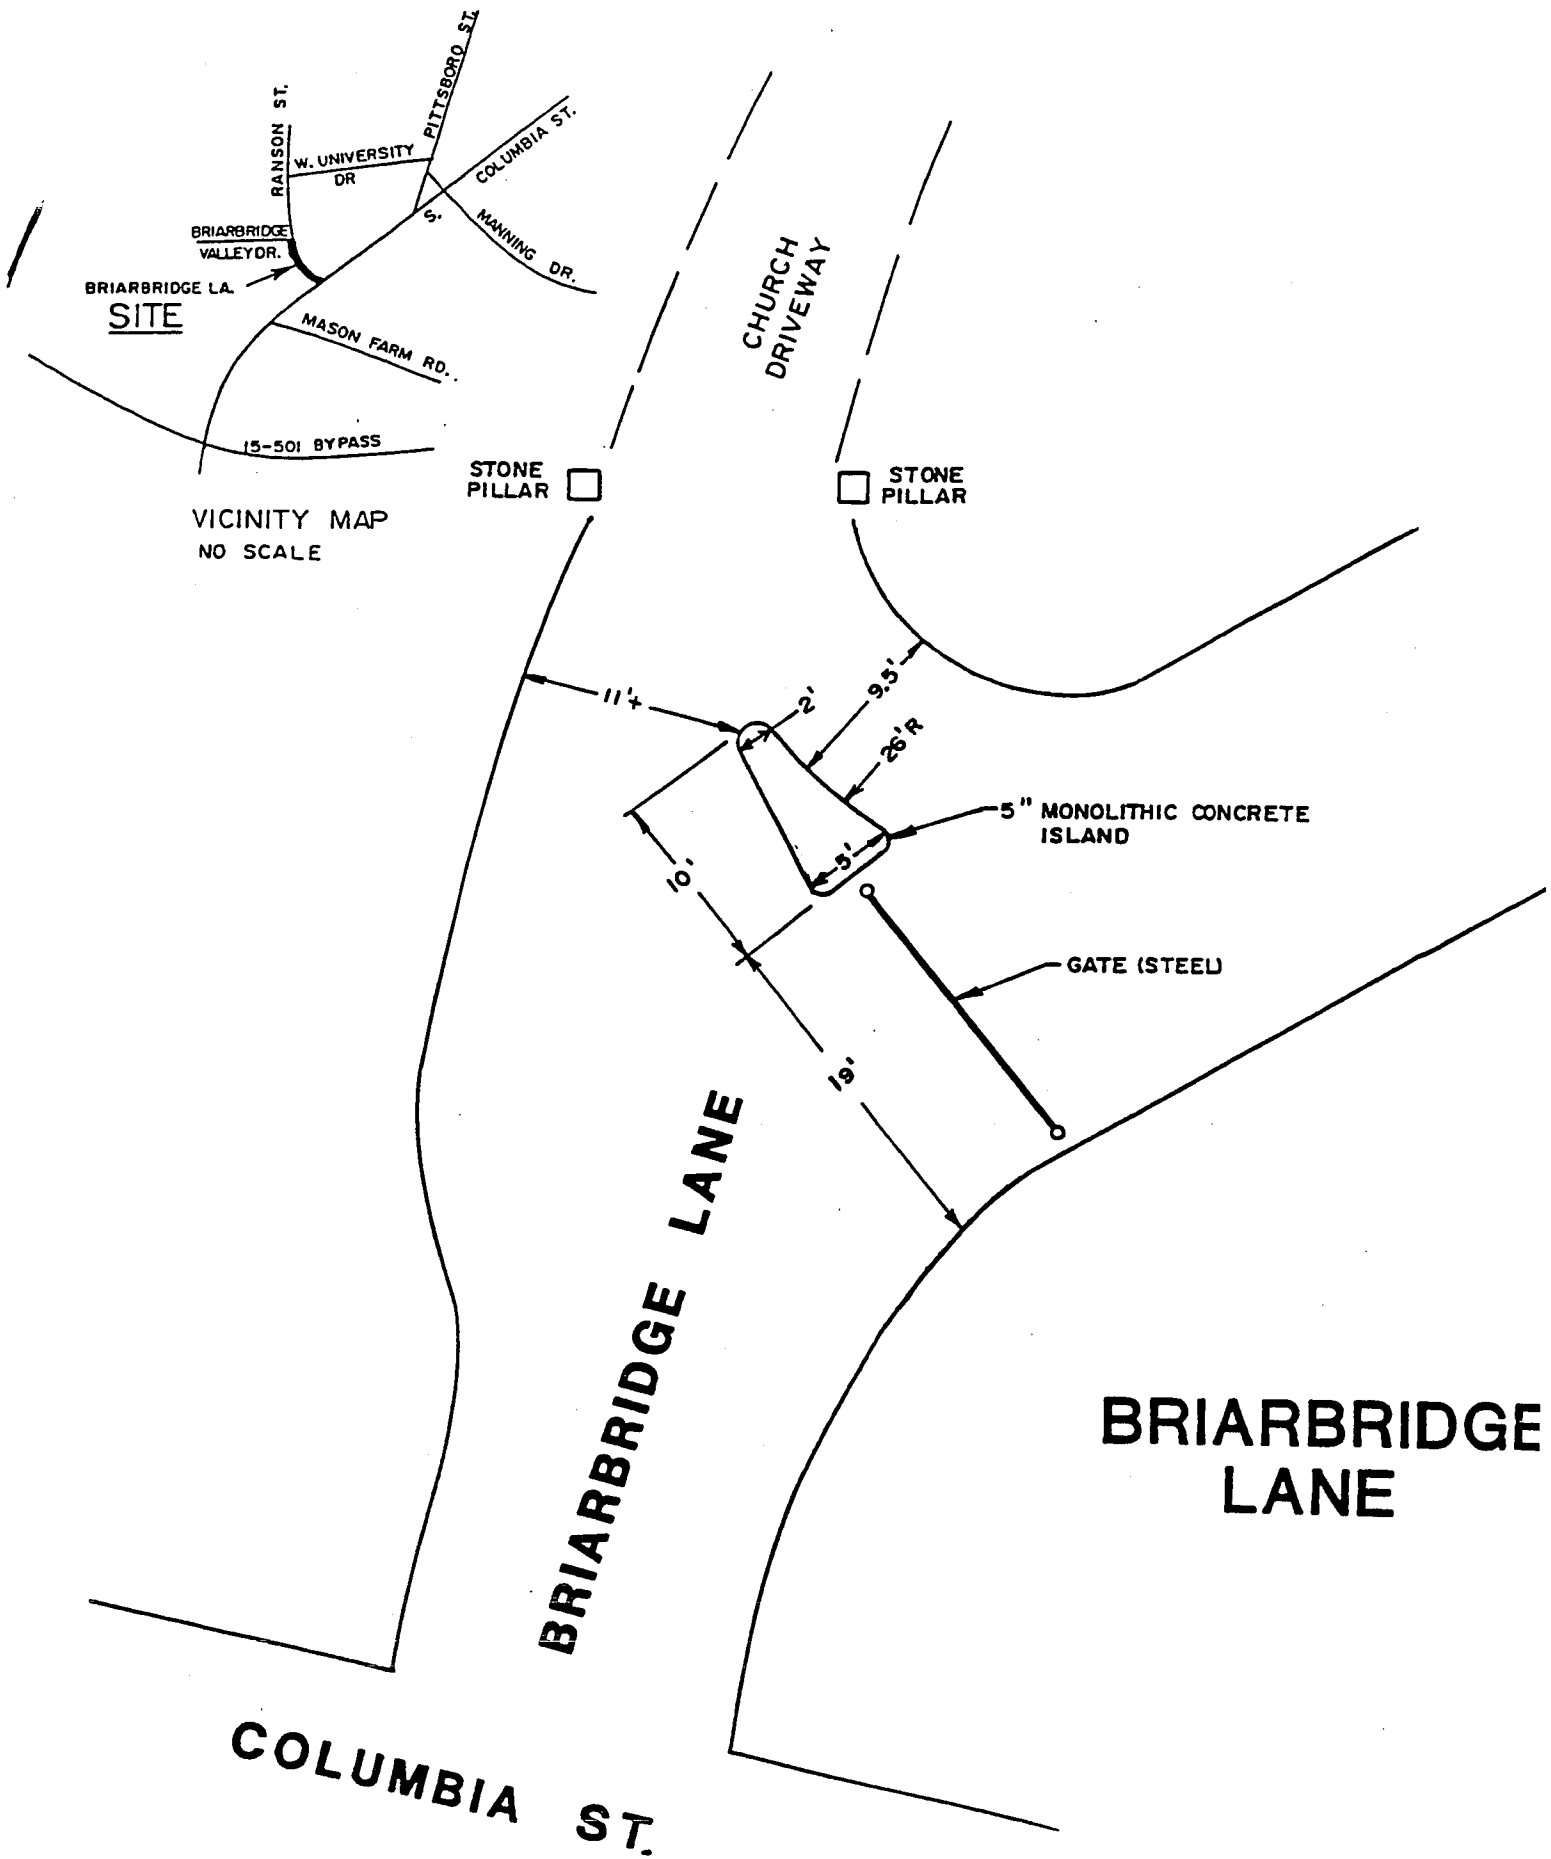 PITTSBORO ST.
RANSON ST.
W. UNIVERSITY
DR
S. COLUMBIA ST.
MANNING DR.
BRIARBRIDGE
VALLEY DR.
BRIARBRIDGE LA.
SITE
MASON FARM RD.
15-501 BYPASS
VICINITY MAP
NO SCALE
CHURCH
DRIVEWAY
STONE
PILLAR
STONE
PILLAR
11'+
2'
9.5'
26'R
5" MONOLITHIC CONCRETE
ISLAND
5'
10'
GATE (STEEL)
19'
BRIARBRIDGE LANE
BRIARBRIDGE
LANE
COLUMBIA ST.